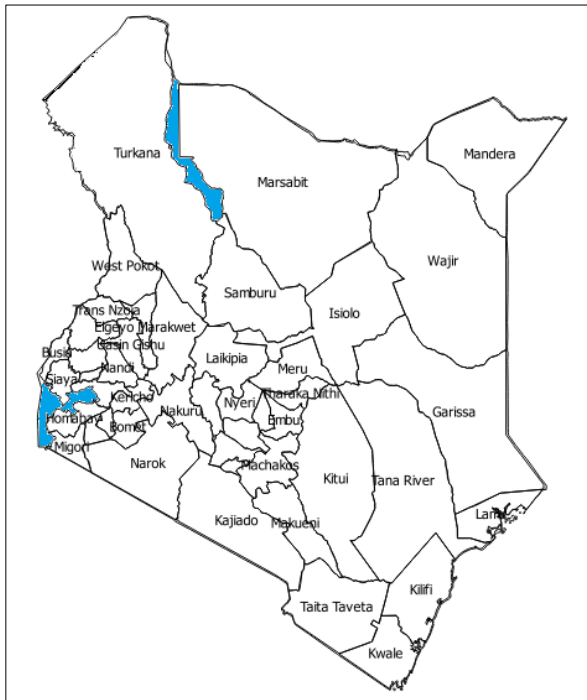 Turkana
Mandera
Marsabit
Wajir
West Pokot
Samburu
Isiolo
Trans Nzoia
Elgeyo Marakwet
Uasin Gishu
Busia
Laikipia
Nandi
Meru
Siaya
Kericho
Tharaka Nithi
Nyeri
Nakuru
Garissa
Homabay
Embu
Bomet
Migori
Narok
Machakos
Kitui
Tana River
Lamu
Kajiado
Makueni
Kilifi
Taita Taveta
Kwale